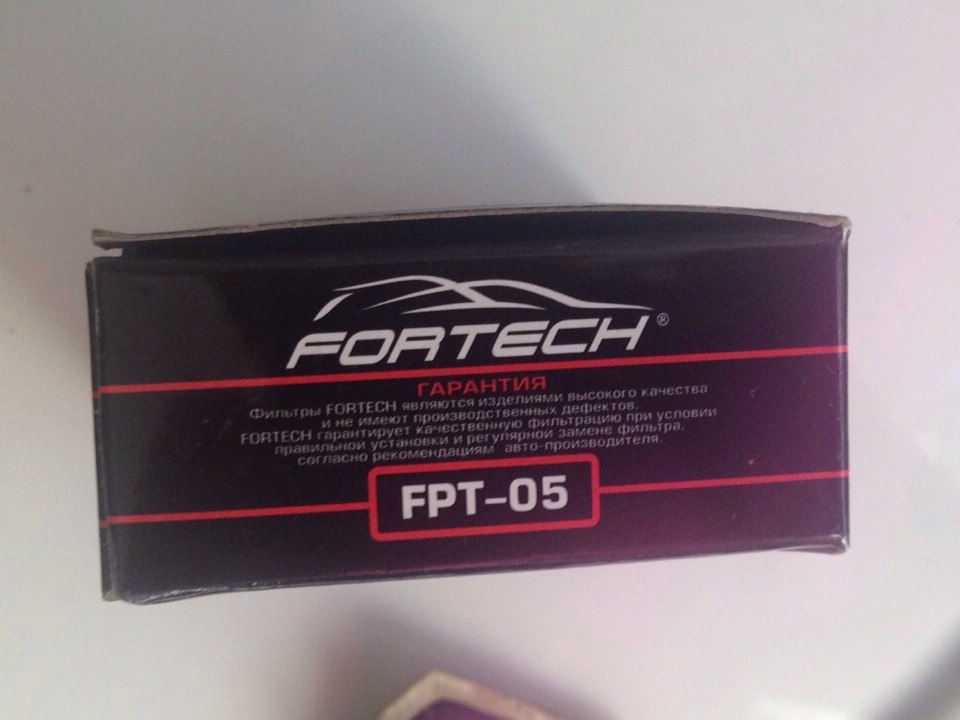 FORTECH®
ГАРАНТИЯ
Фильтры FORTECH являются изделиями высокого качества
и не имеют производственных дефектов.
FORTECH гарантирует качественную фильтрацию при условии
правильной установки и регулярной замене фильтра,
согласно рекомендациям авто-производителя.
FPT-05